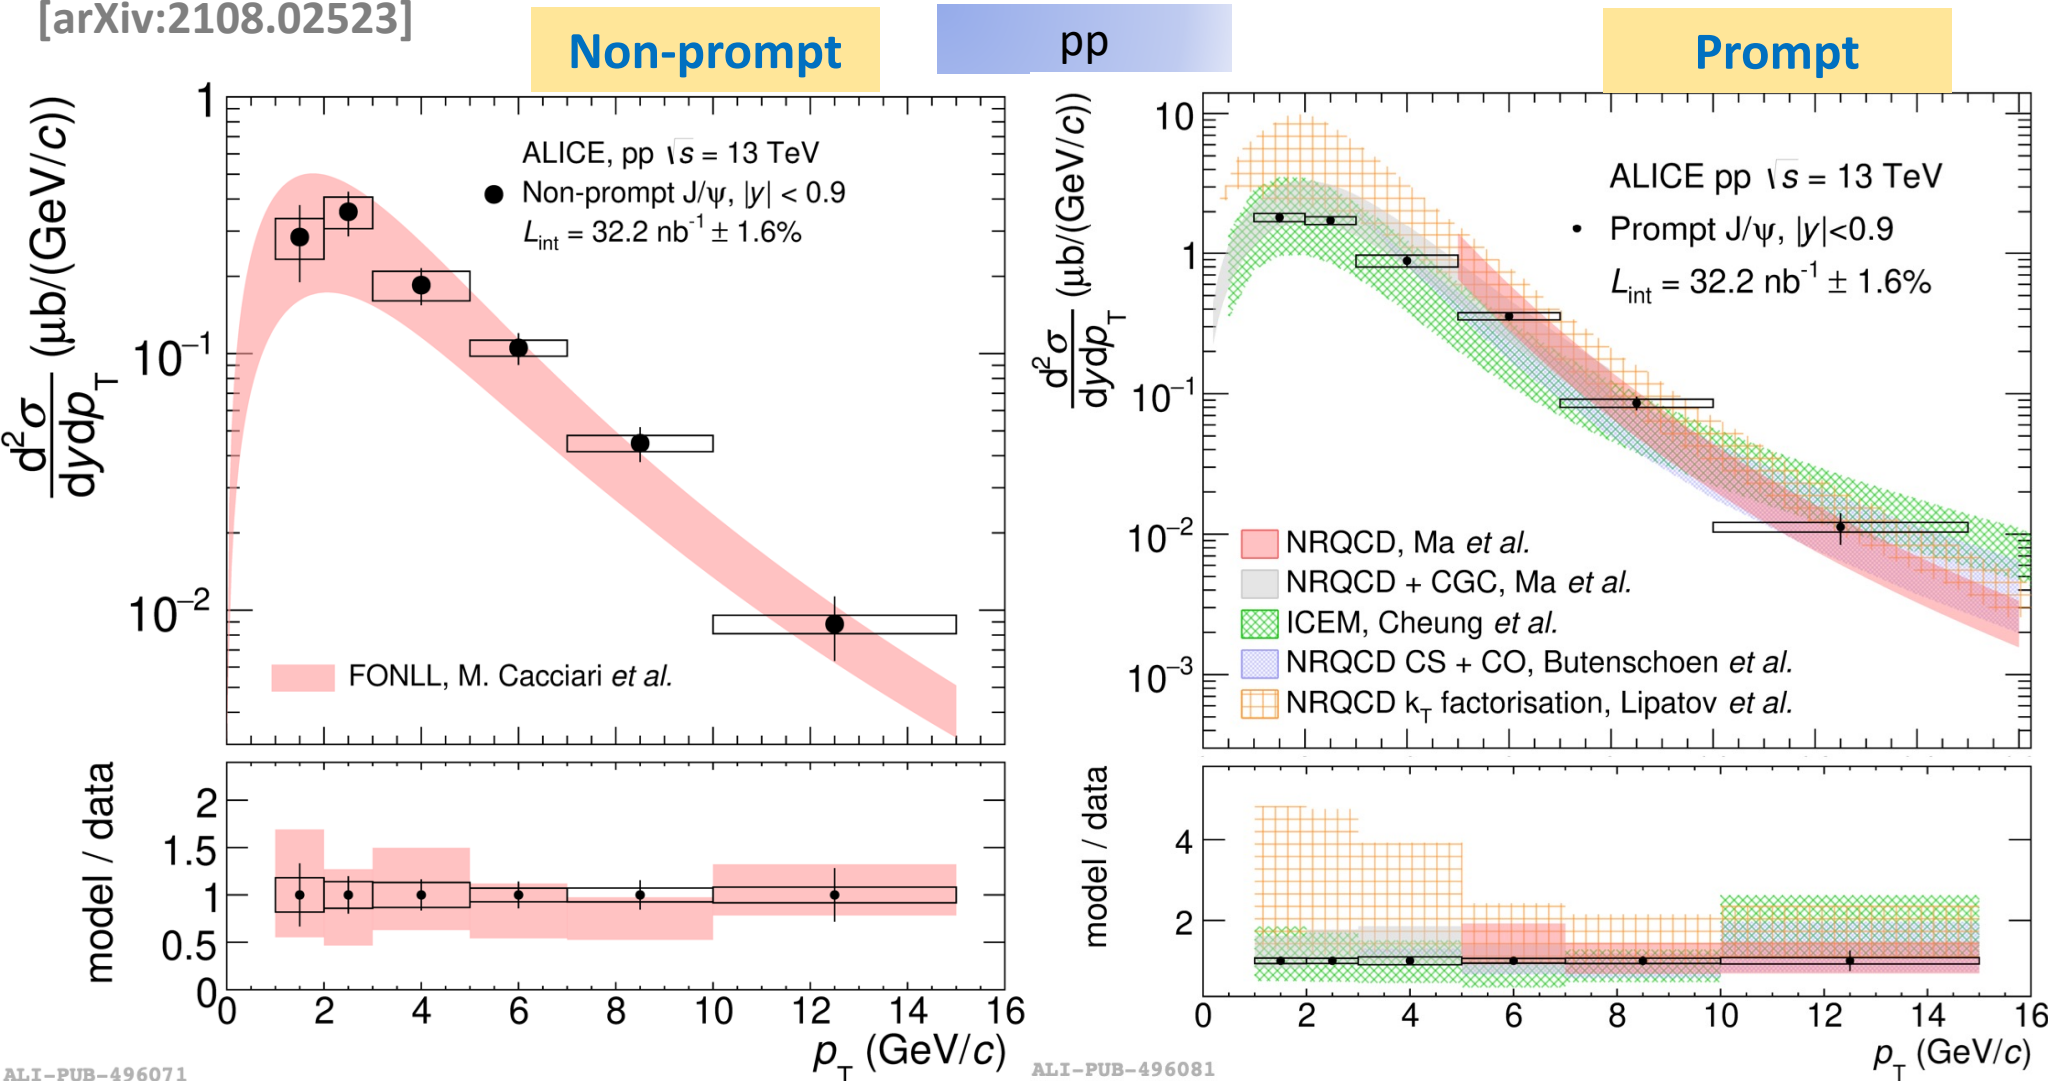 [arXiv:2108.02523]
Non-prompt
pp
Prompt
d²σ/dydp_T (μb/(GeV/c))
1
10⁻¹
10⁻²
ALICE, pp √s = 13 TeV
Non-prompt J/ψ, |y| < 0.9
L_int = 32.2 nb⁻¹ ± 1.6%
FONLL, M. Cacciari et al.
model / data
2
1.5
1
0.5
0
0 2 4 6 8 10 12 14 16
p_T (GeV/c)
ALI-PUB-496071
d²σ/dydp_T (μb/(GeV/c))
10
1
10⁻¹
10⁻²
10⁻³
ALICE pp √s = 13 TeV
Prompt J/ψ, |y|<0.9
L_int = 32.2 nb⁻¹ ± 1.6%
NRQCD, Ma et al.
NRQCD + CGC, Ma et al.
ICEM, Cheung et al.
NRQCD CS + CO, Butenschoen et al.
NRQCD k_T factorisation, Lipatov et al.
model / data
4
2
0 2 4 6 8 10 12 14 16
p_T (GeV/c)
ALI-PUB-496081